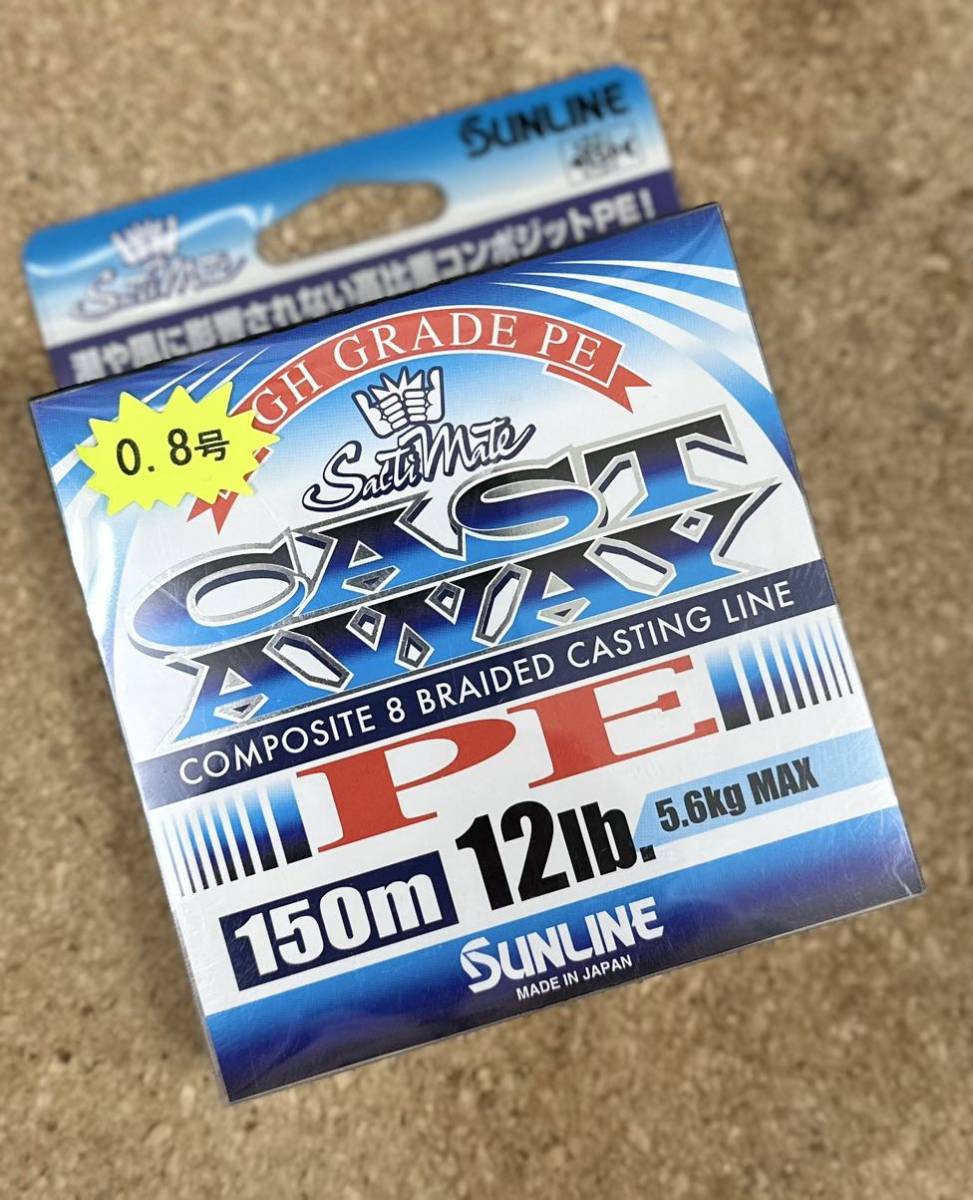 SUNLINE
SaltiMate
潮や風に影響されない高比重コンポジットPE!
HIGH GRADE PE
0.8号
SaltiMate
CAST
AWAY
COMPOSITE 8 BRAIDED CASTING LINE
PE
150m 12lb. 5.6kg MAX
SUNLINE
MADE IN JAPAN